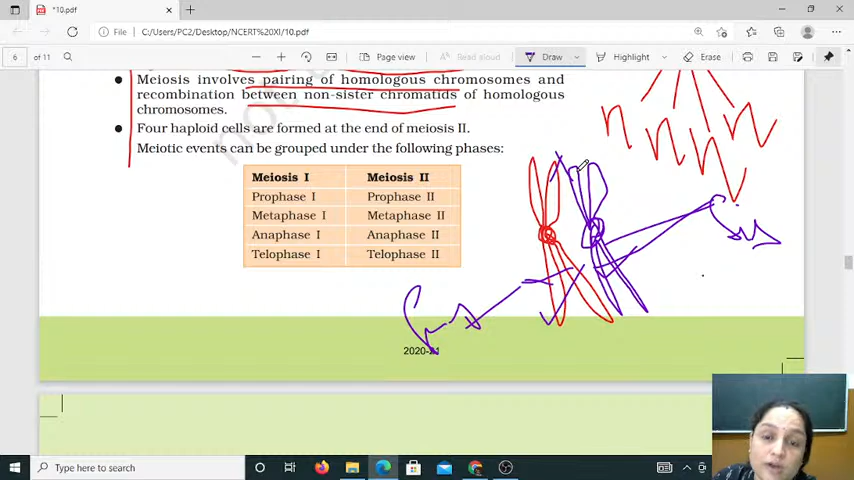 *10.pdf
File
C:/Users/PC2/Desktop/NCERT %20XI/10.pdf
6 of 11
Page view
Read aloud
Draw
Highlight
Erase
Meiosis involves pairing of homologous chromosomes and
recombination between non-sister chromatids of homologous
chromosomes.
Four haploid cells are formed at the end of meiosis II.
Meiotic events can be grouped under the following phases:
Meiosis I Meiosis II
Prophase I Prophase II
Metaphase I Metaphase II
Anaphase I Anaphase II
Telophase I Telophase II
n n n n
2020-21
Type here to search